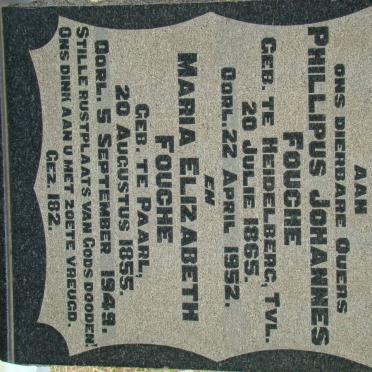 AAN
ONS DIERBARE OUERS
PHILLIPUS JOHANNES
FOUCHE
GEB. TE HEIDELBERG, TVL.
20 JULIE 1865.
OORL. 22 APRIL 1952.
EN
MARIA ELIZABETH
FOUCHE
GEB. TE PAARL,
20 AUGUSTUS 1855.
OORL. 5 SEPTEMBER 1949.
STILLE RUSTPLAATS VAN GODS DOODEN!
ONS DINK AAN U MET ZOETE VREUGD.
GEZ. 182.